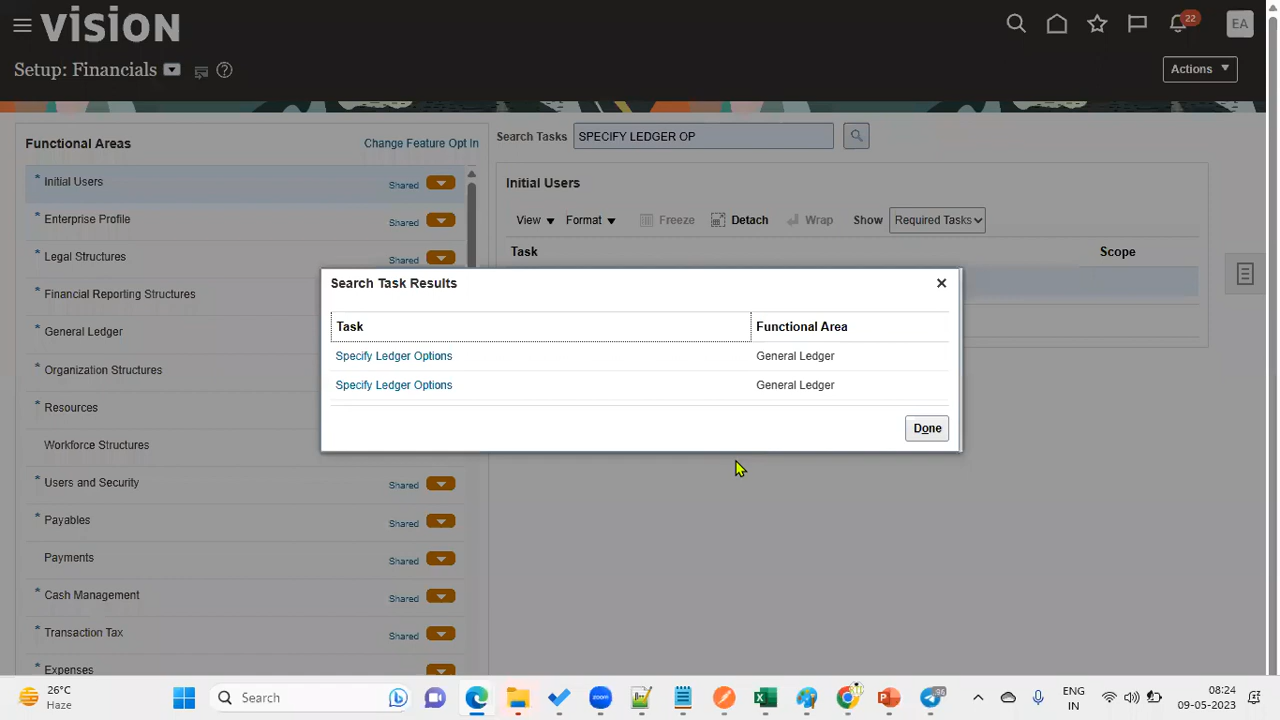 vision
22
EA
Setup: Financials
Actions
Functional Areas
Change Feature Opt In
Search Tasks
SPECIFY LEDGER OP
* Initial Users
Shared
Initial Users
View
Format
Freeze
Detach
Wrap
Show
Required Tasks
* Enterprise Profile
Shared
Task
Scope
* Legal Structures
Shared
Search Task Results
* Financial Reporting Structures
Task
Functional Area
* General Ledger
Specify Ledger Options
General Ledger
* Organization Structures
Specify Ledger Options
General Ledger
* Resources
Done
Workforce Structures
* Users and Security
Shared
* Payables
Shared
Payments
Shared
* Cash Management
Shared
* Transaction Tax
Shared
* Expenses
26°C
Haze
Search
86
ENG
IN
08:24
09-05-2023